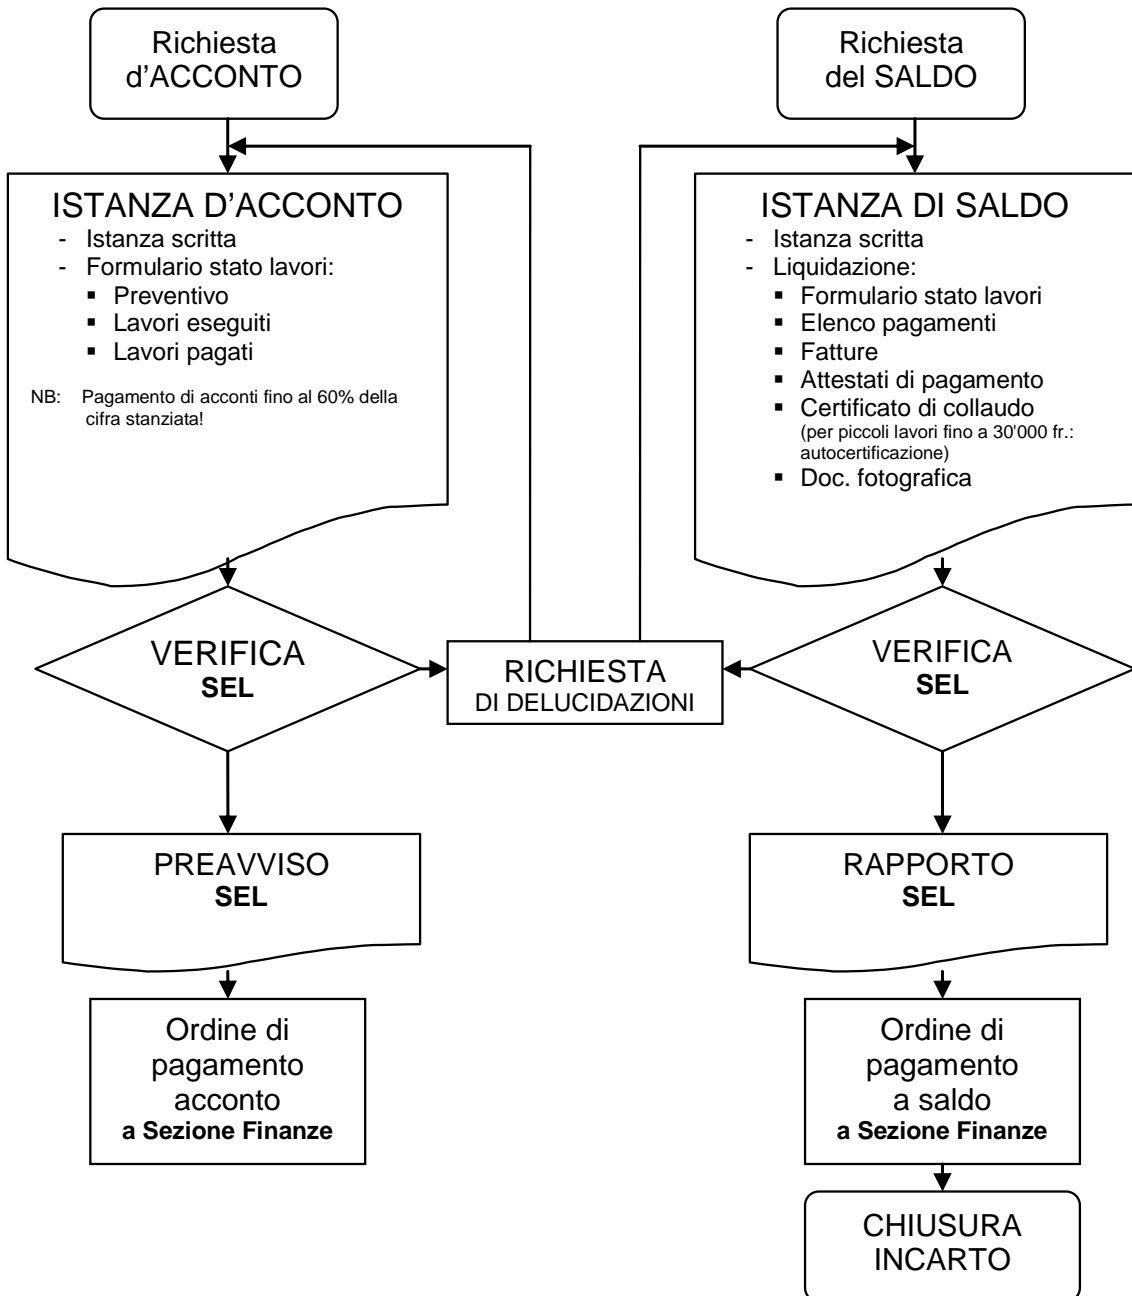 Richiesta
d'ACCONTO
ISTANZA D'ACCONTO
- Istanza scritta
- Formulario stato lavori:
▪ Preventivo
▪ Lavori eseguiti
▪ Lavori pagati
NB: Pagamento di acconti fino al 60% della
cifra stanziata!
VERIFICA
SEL
PREAVVISO
SEL
Ordine di
pagamento
acconto
a Sezione Finanze
RICHIESTA
DI DELUCIDAZIONI
Richiesta
del SALDO
ISTANZA DI SALDO
- Istanza scritta
- Liquidazione:
▪ Formulario stato lavori
▪ Elenco pagamenti
▪ Fatture
▪ Attestati di pagamento
▪ Certificato di collaudo
(per piccoli lavori fino a 30'000 fr.:
autocertificazione)
▪ Doc. fotografica
VERIFICA
SEL
RAPPORTO
SEL
Ordine di
pagamento
a saldo
a Sezione Finanze
CHIUSURA
INCARTO